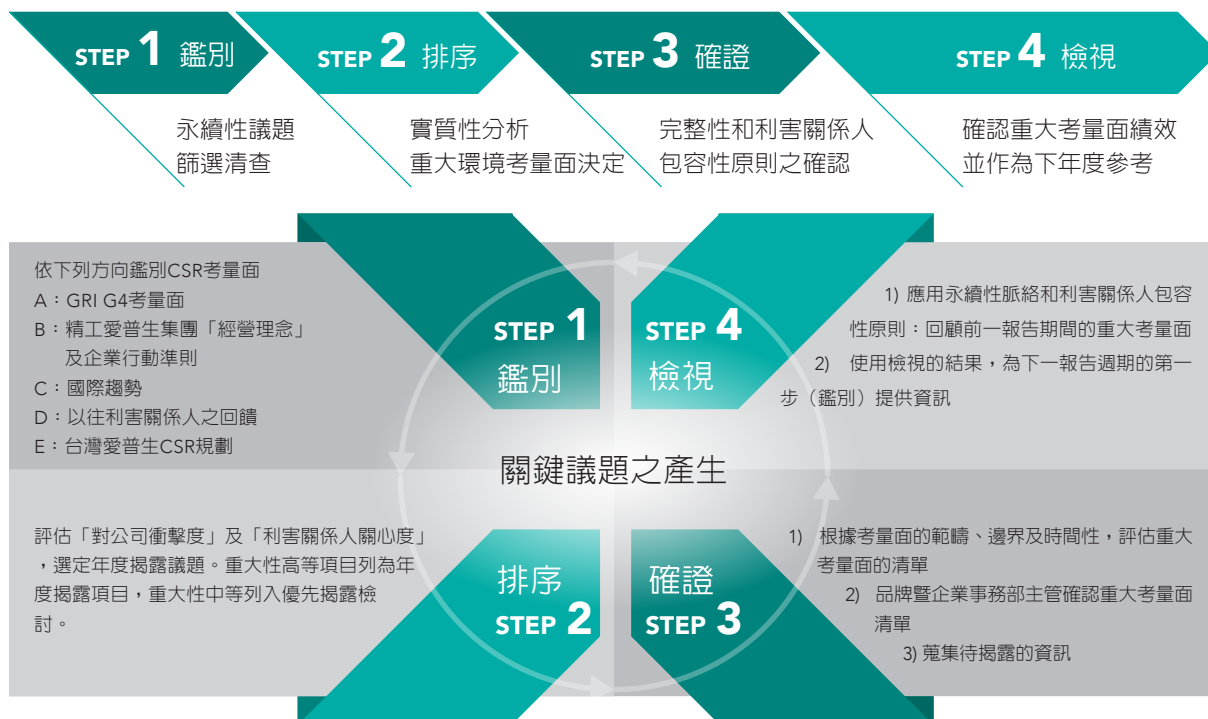 STEP 1 鑑別
STEP 2 排序
STEP 3 確證
STEP 4 檢視
永續性議題
篩選清查
實質性分析
重大環境考量面決定
完整性和利害關係人
包容性原則之確認
確認重大考量面績效
並作為下年度參考
依下列方向鑑別CSR考量面
A：GRI G4考量面
B：精工愛普生集團「經營理念」
及企業行動準則
C：國際趨勢
D：以往利害關係人之回饋
E：台灣愛普生CSR規劃
STEP 1
鑑別
STEP 4
檢視
1) 應用永續性脈絡和利害關係人包容
性原則：回顧前一報告期間的重大考量面
2) 使用檢視的結果，為下一報告週期的第一
步（鑑別）提供資訊
關鍵議題之產生
評估「對公司衝擊度」及「利害關係人關心度」
，選定年度揭露議題。重大性高等項目列為年
度揭露項目，重大性中等列入優先揭露檢
討。
排序
STEP 2
確證
STEP 3
1) 根據考量面的範疇、邊界及時間性，評估重大
考量面的清單
2) 品牌暨企業事務部主管確認重大考量面
清單
3) 蒐集待揭露的資訊